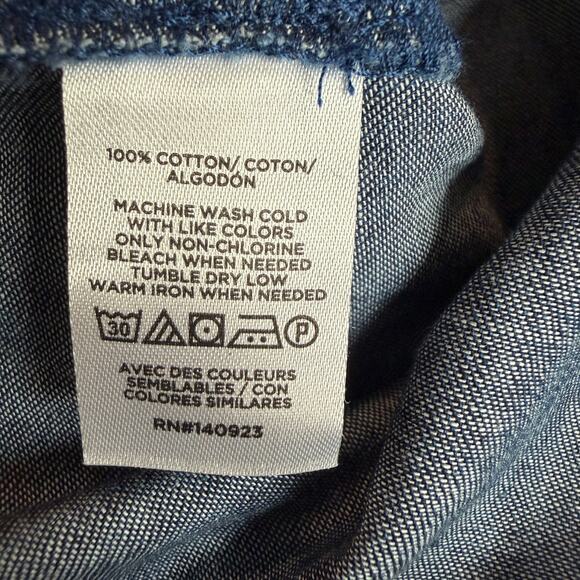 100% COTTON/ COTON/
ALGODÓN
MACHINE WASH COLD
WITH LIKE COLORS
ONLY NON-CHLORINE
BLEACH WHEN NEEDED
TUMBLE DRY LOW
WARM IRON WHEN NEEDED
30 P
AVEC DES COULEURS
SEMBLABLES / CON
COLORES SIMILARES
RN#140923